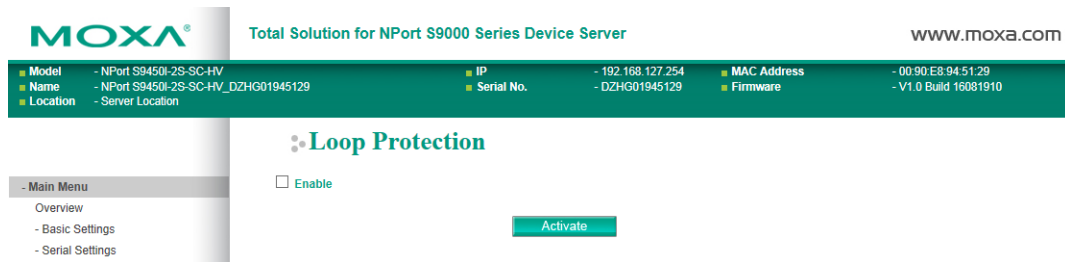 MOXA® Total Solution for NPort S9000 Series Device Server www.moxa.com
Model - NPort S9450I-2S-SC-HV IP - 192.168.127.254 MAC Address - 00:90:E8:94:51:29
Name - NPort S9450I-2S-SC-HV_DZHG01945129 Serial No. - DZHG01945129 Firmware - V1.0 Build 16081910
Location - Server Location
Loop Protection
- Main Menu
Enable
Overview
- Basic Settings
Activate
- Serial Settings